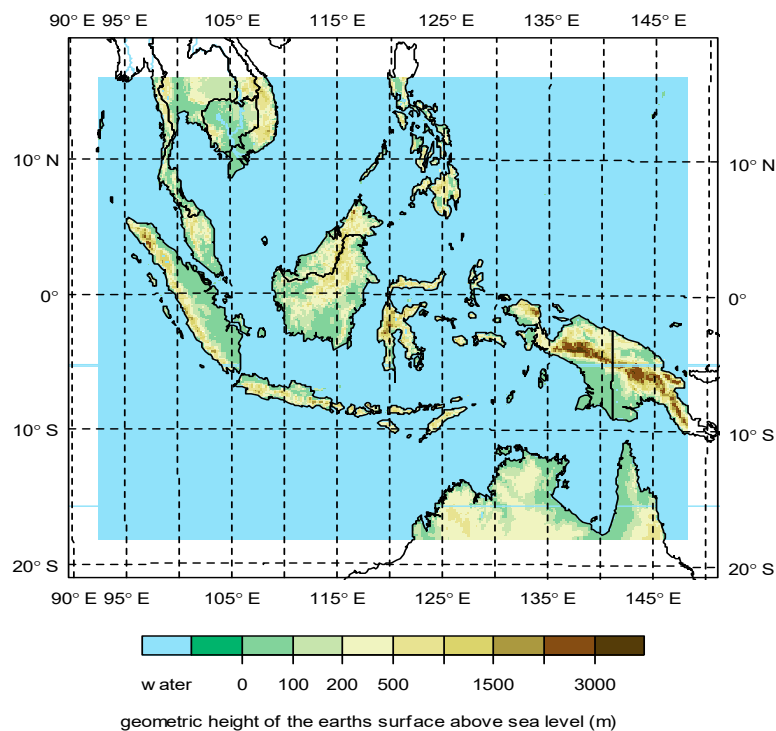 90° E 95° E 105° E 115° E 125° E 135° E 145° E
10° N 10° N
0° 0°
10° S 10° S
20° S 20° S
90° E 95° E 105° E 115° E 125° E 135° E 145° E
water 0 100 200 500 1500 3000
geometric height of the earths surface above sea level (m)